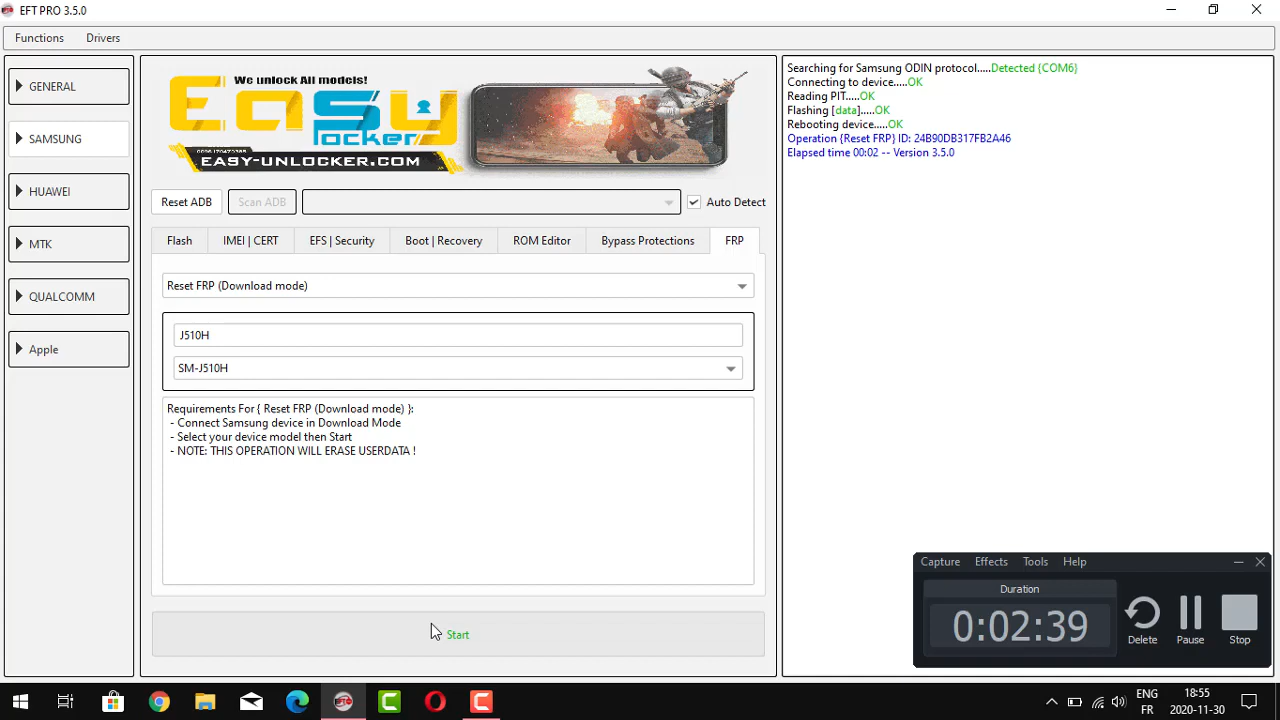 EFT PRO 3.5.0
Functions
Drivers
GENERAL
SAMSUNG
HUAWEI
MTK
QUALCOMM
Apple
We unlock All models!
Easy
locker
EASY-UNLOCKER.COM
Reset ADB
Scan ADB
Auto Detect
Flash
IMEI | CERT
EFS | Security
Boot | Recovery
ROM Editor
Bypass Protections
FRP
Reset FRP (Download mode)
J510H
SM-J510H
Requirements For { Reset FRP (Download mode) }:
- Connect Samsung device in Download Mode
- Select your device model then Start
- NOTE: THIS OPERATION WILL ERASE USERDATA !
Start
Searching for Samsung ODIN protocol.....Detected {COM6}
Connecting to device.....OK
Reading PIT.....OK
Flashing [data].....OK
Rebooting device.....OK
Operation {Reset FRP} ID: 24B90DB317FB2A46
Elapsed time 00:02 -- Version 3.5.0
Capture
Effects
Tools
Help
Duration
0:02:39
Delete
Pause
Stop
ENG
FR
18:55
2020-11-30